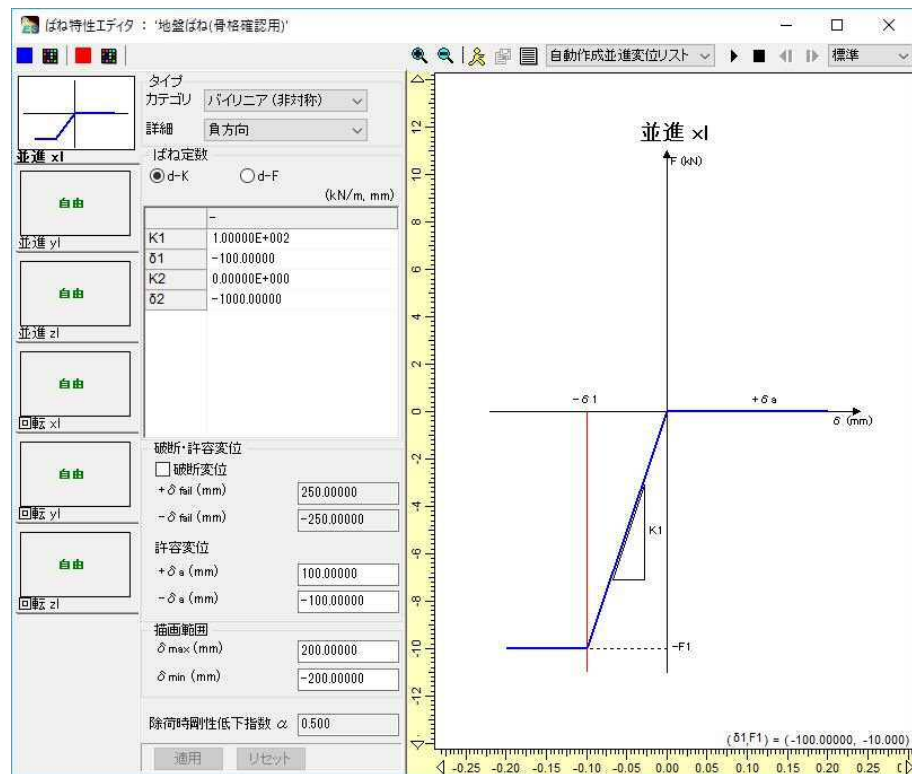 ばね特性エディタ : '地盤ばね(骨格確認用)'
自動作成並進変位リスト
標準
並進 xl
自由
並進 yl
自由
並進 zl
自由
回転 xl
自由
回転 yl
自由
回転 zl
タイプ
カテゴリ バイリニア (非対称)
詳細 負方向
ばね定数
d-K d-F
(kN/m, mm)
-
K1 1.00000E+002
δ1 -100.00000
K2 0.00000E+000
δ2 -1000.00000
破断・許容変位
破断変位
+δfail (mm) 250.00000
-δfail (mm) -250.00000
許容変位
+δa (mm) 100.00000
-δa (mm) -100.00000
描画範囲
δmax (mm) 200.00000
δmin (mm) -200.00000
除荷時剛性低下指数 α 0.500
適用 リセット
並進 xl
F (kN)
-δ1
+δa
δ (mm)
K1
-F1
(δ1,F1) = (-100.00000, -10.000)
12
10
8
6
4
2
0
-2
-4
-6
-8
-10
-12
-0.25 -0.20 -0.15 -0.10 -0.05 0.00 0.05 0.10 0.15 0.20 0.25